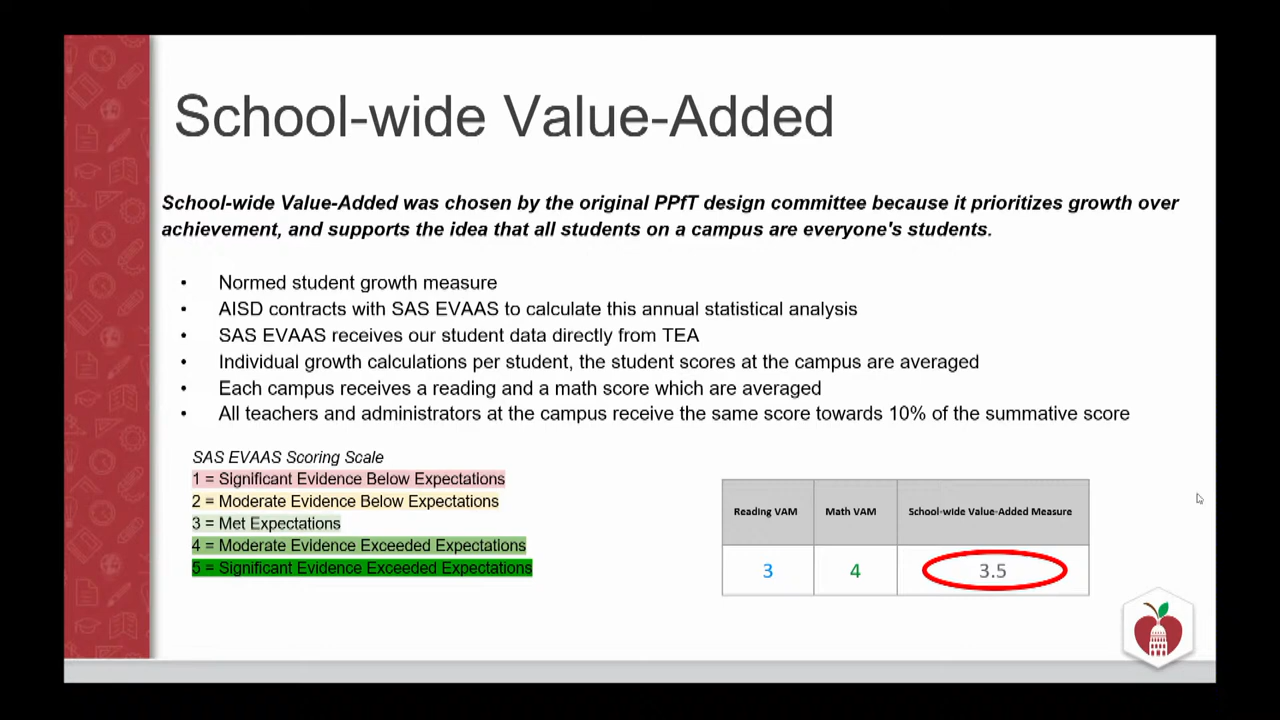 School-wide Value-Added
School-wide Value-Added was chosen by the original PPfT design committee because it prioritizes growth over
achievement, and supports the idea that all students on a campus are everyone's students.
• Normed student growth measure
• AISD contracts with SAS EVAAS to calculate this annual statistical analysis
• SAS EVAAS receives our student data directly from TEA
• Individual growth calculations per student, the student scores at the campus are averaged
• Each campus receives a reading and a math score which are averaged
• All teachers and administrators at the campus receive the same score towards 10% of the summative score
SAS EVAAS Scoring Scale
1 = Significant Evidence Below Expectations
2 = Moderate Evidence Below Expectations
3 = Met Expectations
4 = Moderate Evidence Exceeded Expectations
5 = Significant Evidence Exceeded Expectations
Reading VAM Math VAM School-wide Value-Added Measure
3 4 3.5